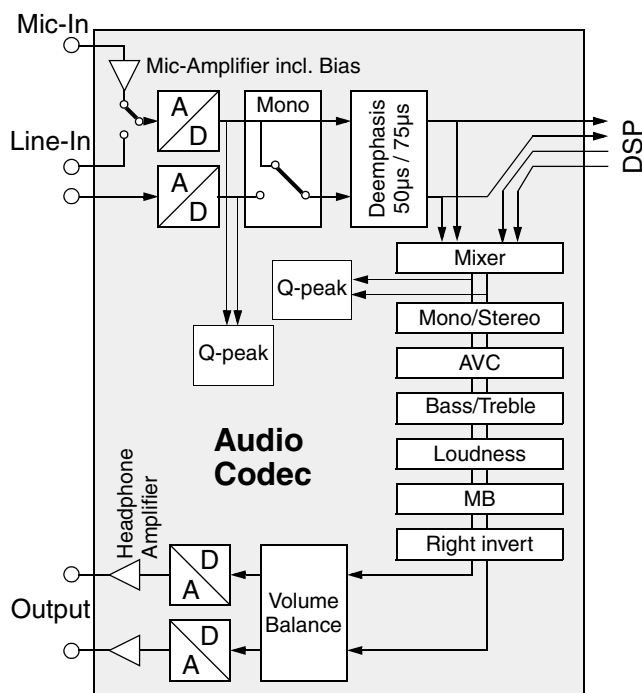 Mic-In
Mic-Amplifier incl. Bias
A
D
Mono
Deemphasis
50µs / 75µs
Line-In
DSP
DSP
A
D
Mixer
Q-peak
Mono/Stereo
Q-peak
AVC
Bass/Treble
Audio
Codec
Loudness
MB
Headphone
Amplifier
Right invert
D
A
Volume
Balance
Output
D
A